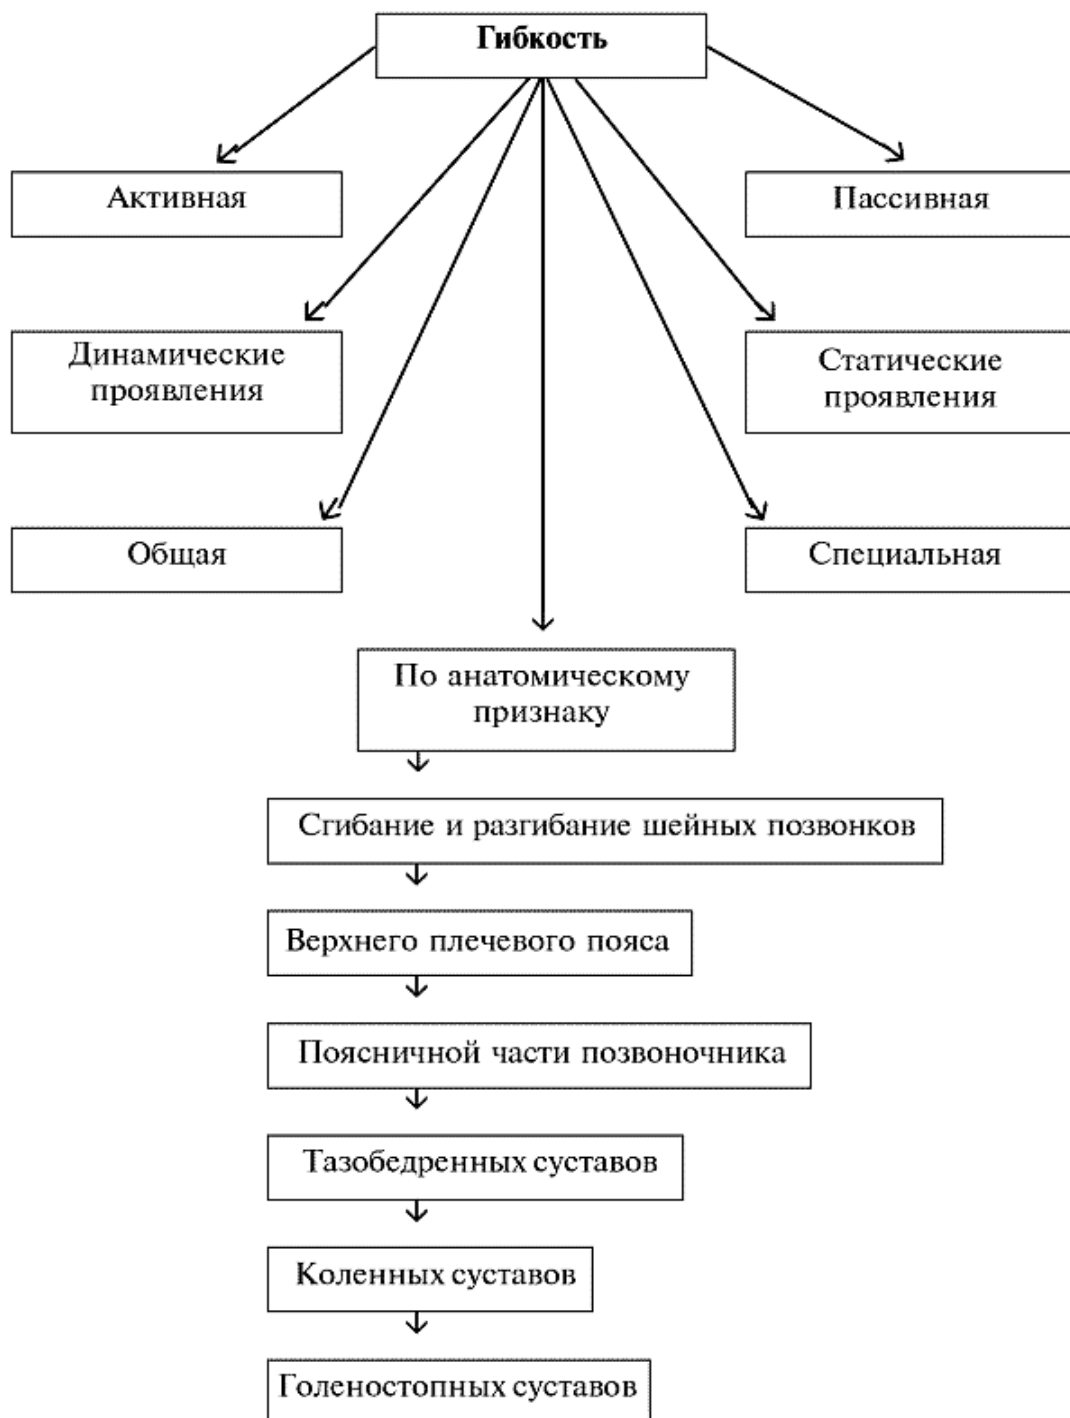 Гибкость
Активная
Пассивная
Динамические
проявления
Статические
проявления
Общая
Специальная
По анатомическому
признаку
Сгибание и разгибание шейных позвонков
Верхнего плечевого пояса
Поясничной части позвоночника
Тазобедренных суставов
Коленных суставов
Голеностопных суставов